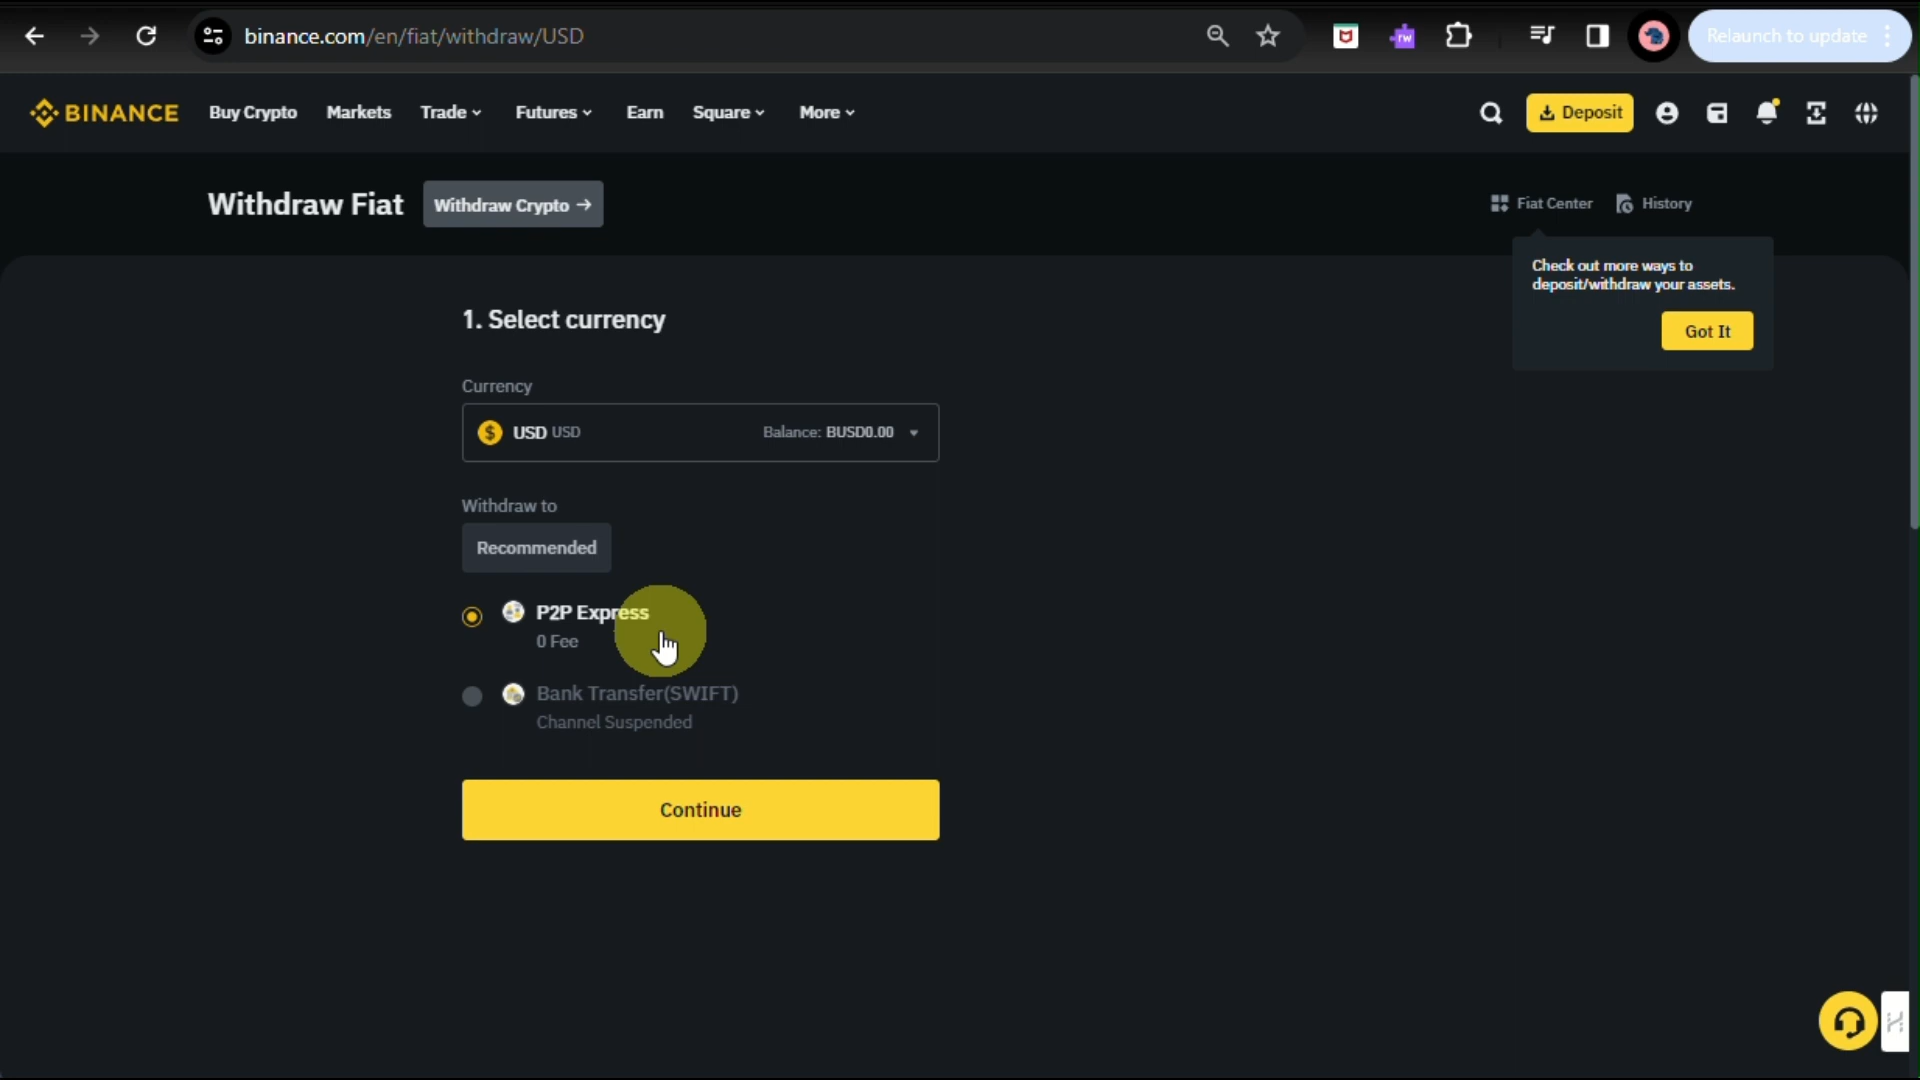 binance.com/en/fiat/withdraw/USD
rw
Relaunch to update
BINANCE Buy Crypto Markets Trade Futures Earn Square More Deposit
Withdraw Fiat Withdraw Crypto → Fiat Center History
Check out more ways to
deposit/withdraw your assets.
Got It
1. Select currency
Currency
USD USD Balance: BUSD0.00
Withdraw to
Recommended
P2P Express
0 Fee
Bank Transfer(SWIFT)
Channel Suspended
Continue